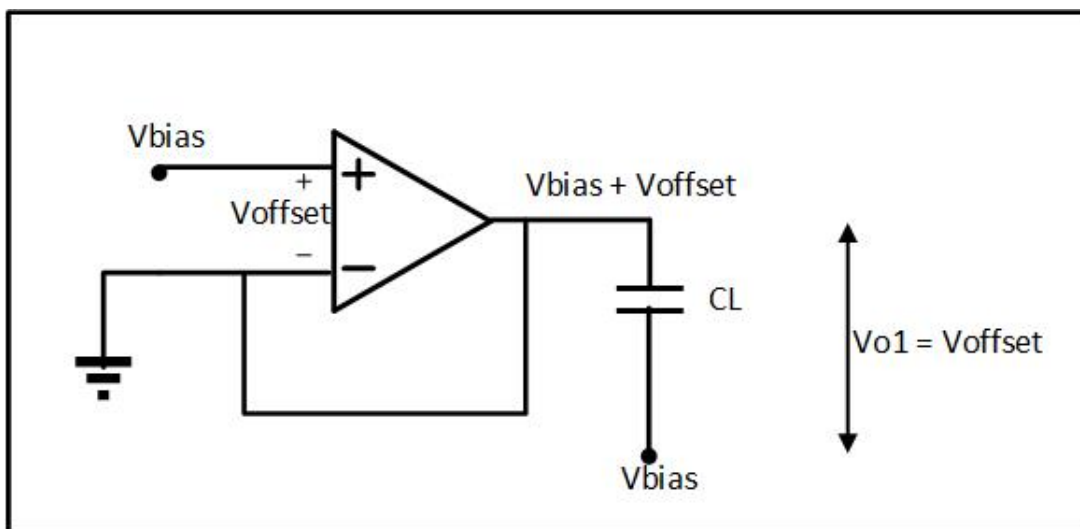 Vbias
+
+
Voffset
−
−
Vbias + Voffset
CL
Vo1 = Voffset
Vbias